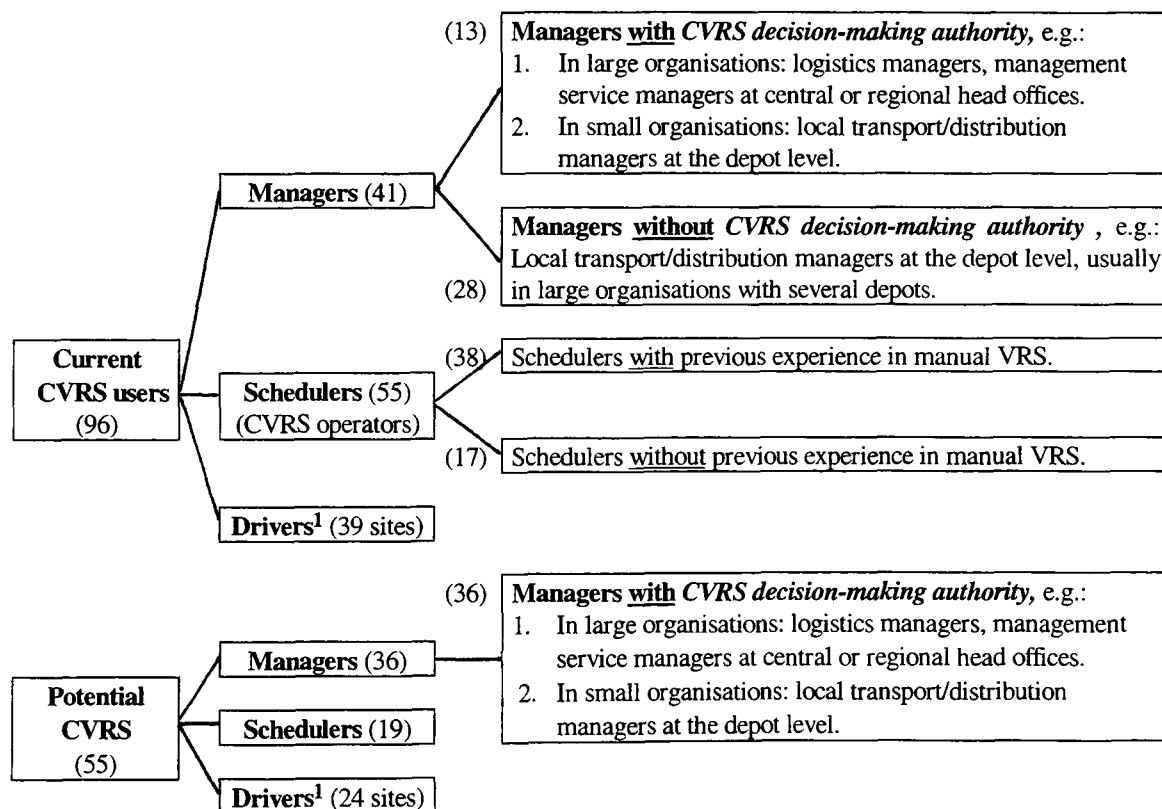 (13) Managers with CVRS decision-making authority, e.g.:
1. In large organisations: logistics managers, management
service managers at central or regional head offices.
2. In small organisations: local transport/distribution
managers at the depot level.
Managers (41)
Managers without CVRS decision-making authority , e.g.:
Local transport/distribution managers at the depot level, usually
(28) in large organisations with several depots.
Current
CVRS users
(96)
(38) Schedulers with previous experience in manual VRS.
Schedulers (55)
(CVRS operators)
(17) Schedulers without previous experience in manual VRS.
Drivers¹ (39 sites)
(36) Managers with CVRS decision-making authority, e.g.:
1. In large organisations: logistics managers, management
service managers at central or regional head offices.
2. In small organisations: local transport/distribution
managers at the depot level.
Managers (36)
Potential
CVRS
(55)
Schedulers (19)
Drivers¹ (24 sites)